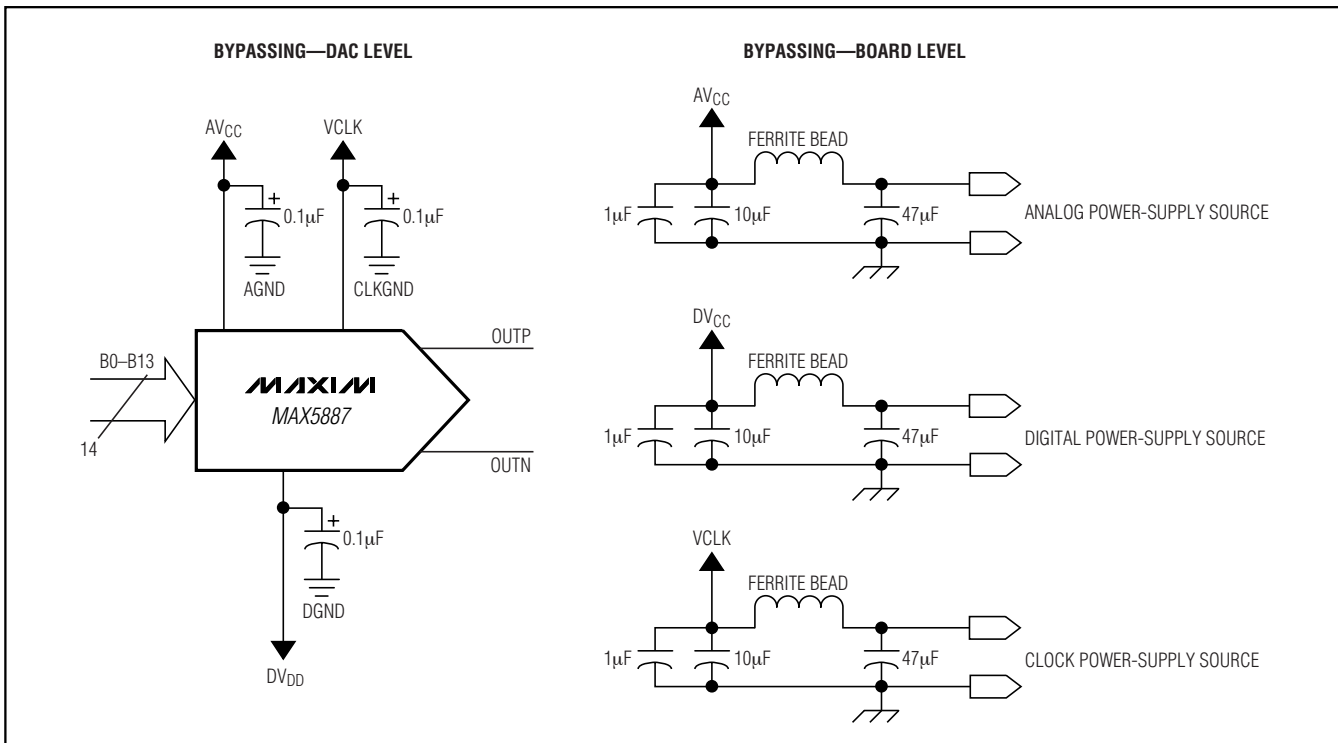 BYPASSING—DAC LEVEL
AVCC
VCLK
+
0.1µF
+
0.1µF
AGND
CLKGND
B0–B13
14
MAXIM
MAX5887
OUTP
OUTN
+
0.1µF
DGND
DVDD
BYPASSING—BOARD LEVEL
AVCC
FERRITE BEAD
1µF
10µF
47µF
ANALOG POWER-SUPPLY SOURCE
DVCC
FERRITE BEAD
1µF
10µF
47µF
DIGITAL POWER-SUPPLY SOURCE
VCLK
FERRITE BEAD
1µF
10µF
47µF
CLOCK POWER-SUPPLY SOURCE